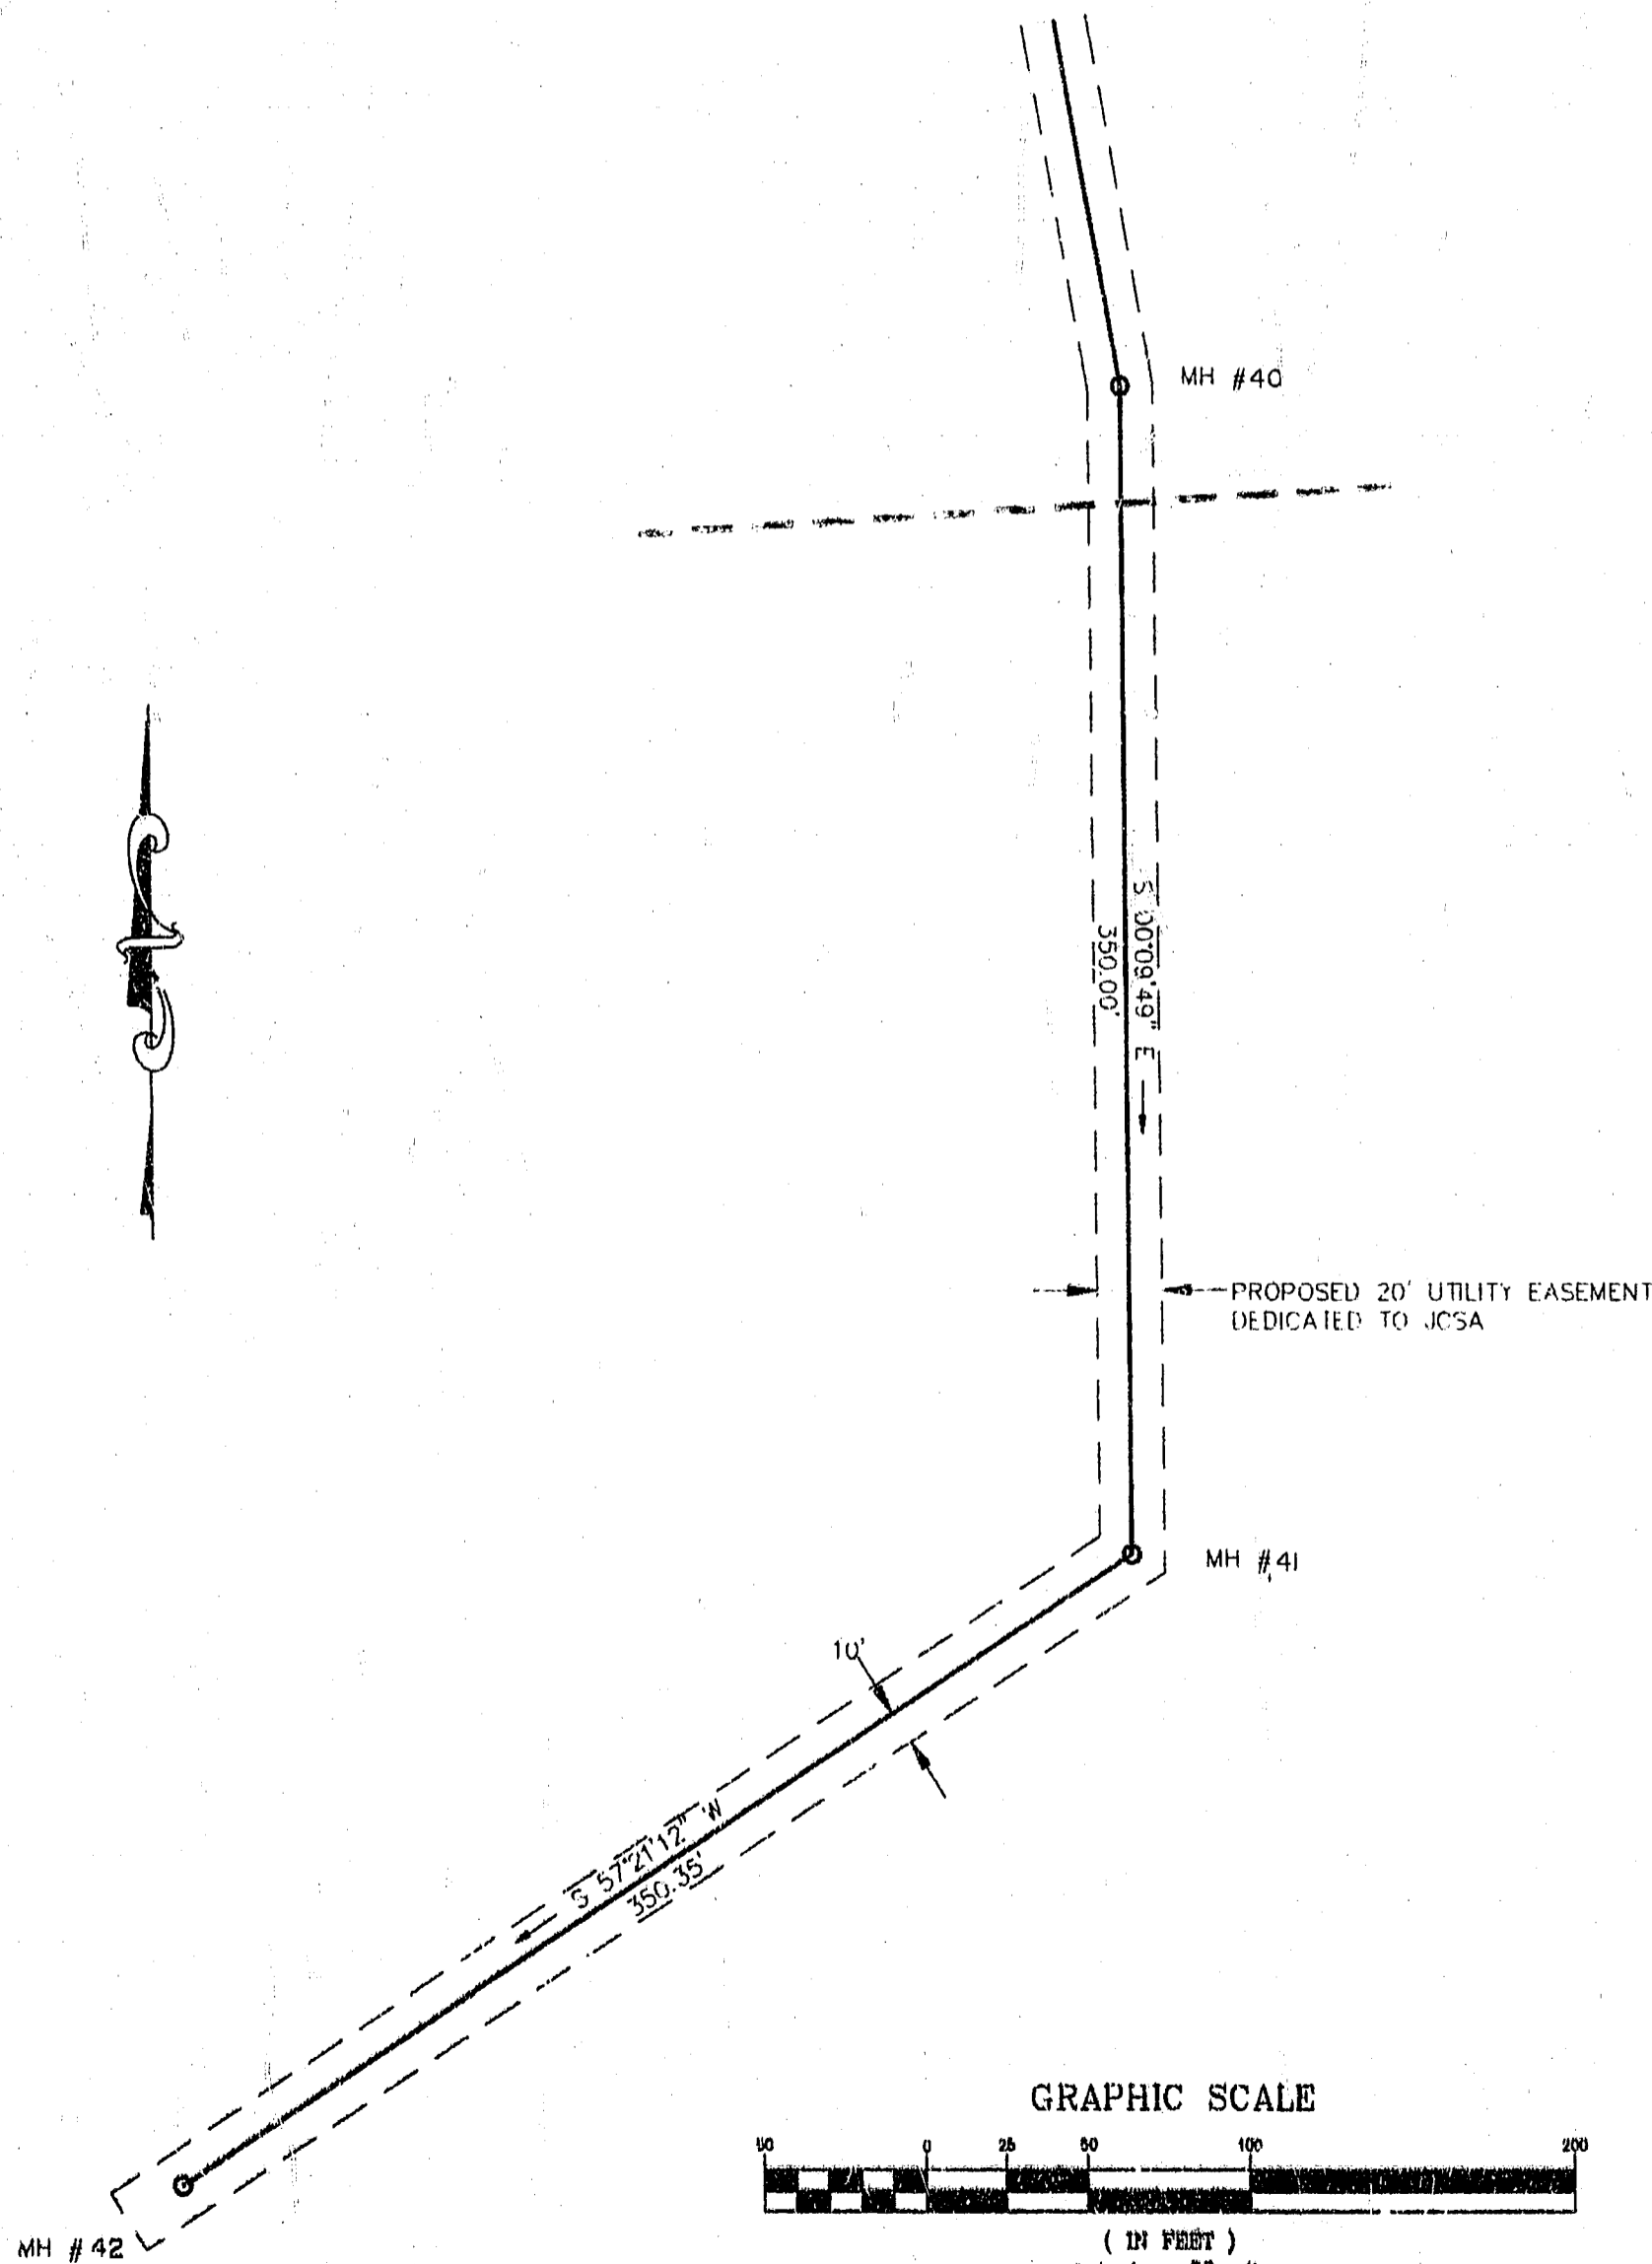 MH #40
S 00°09'49" E
350.00'
PROPOSED 20' UTILITY EASEMENT
DEDICATED TO JCSA
MH #41
10'
S 57°21'12" W
350.35'
GRAPHIC SCALE
50 0 25 50 100 200
( IN FEET )
MH #42